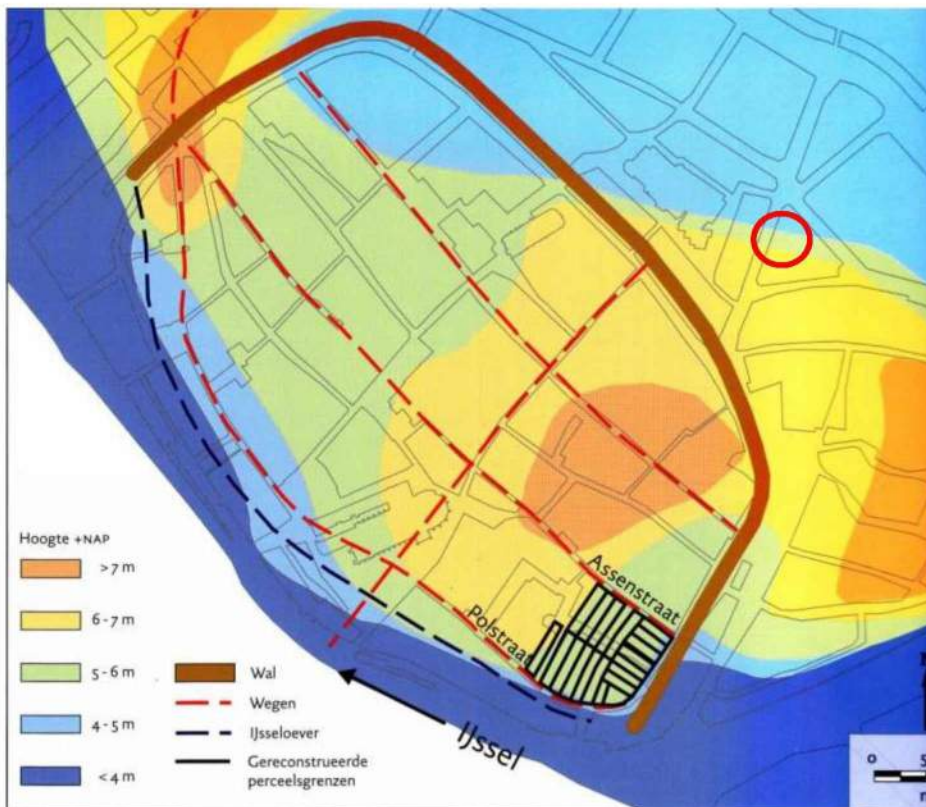 Hoogte +NAP
>7 m
6-7 m
5-6 m
4-5 m
<4 m
Wal
Wegen
IJsseloever
Gereconstrueerde
perceelsgrenzen
Assenstraat
Polstraat
IJssel
0